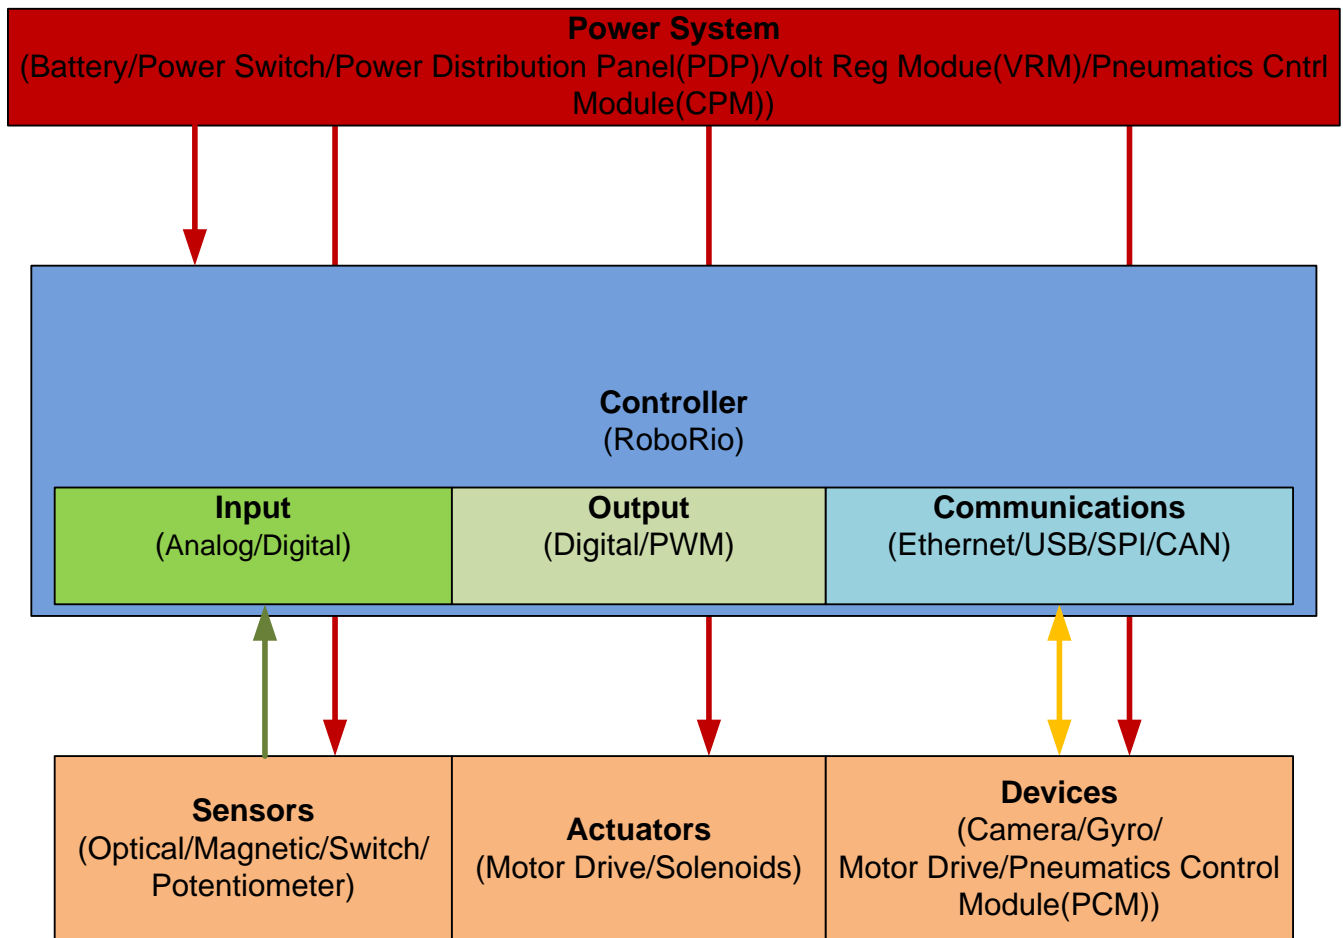 Power System
(Battery/Power Switch/Power Distribution Panel(PDP)/Volt Reg Modue(VRM)/Pneumatics Cntrl
Module(CPM))
Controller
(RoboRio)
Input
(Analog/Digital)
Output
(Digital/PWM)
Communications
(Ethernet/USB/SPI/CAN)
Sensors
(Optical/Magnetic/Switch/
Potentiometer)
Actuators
(Motor Drive/Solenoids)
Devices
(Camera/Gyro/
Motor Drive/Pneumatics Control
Module(PCM))